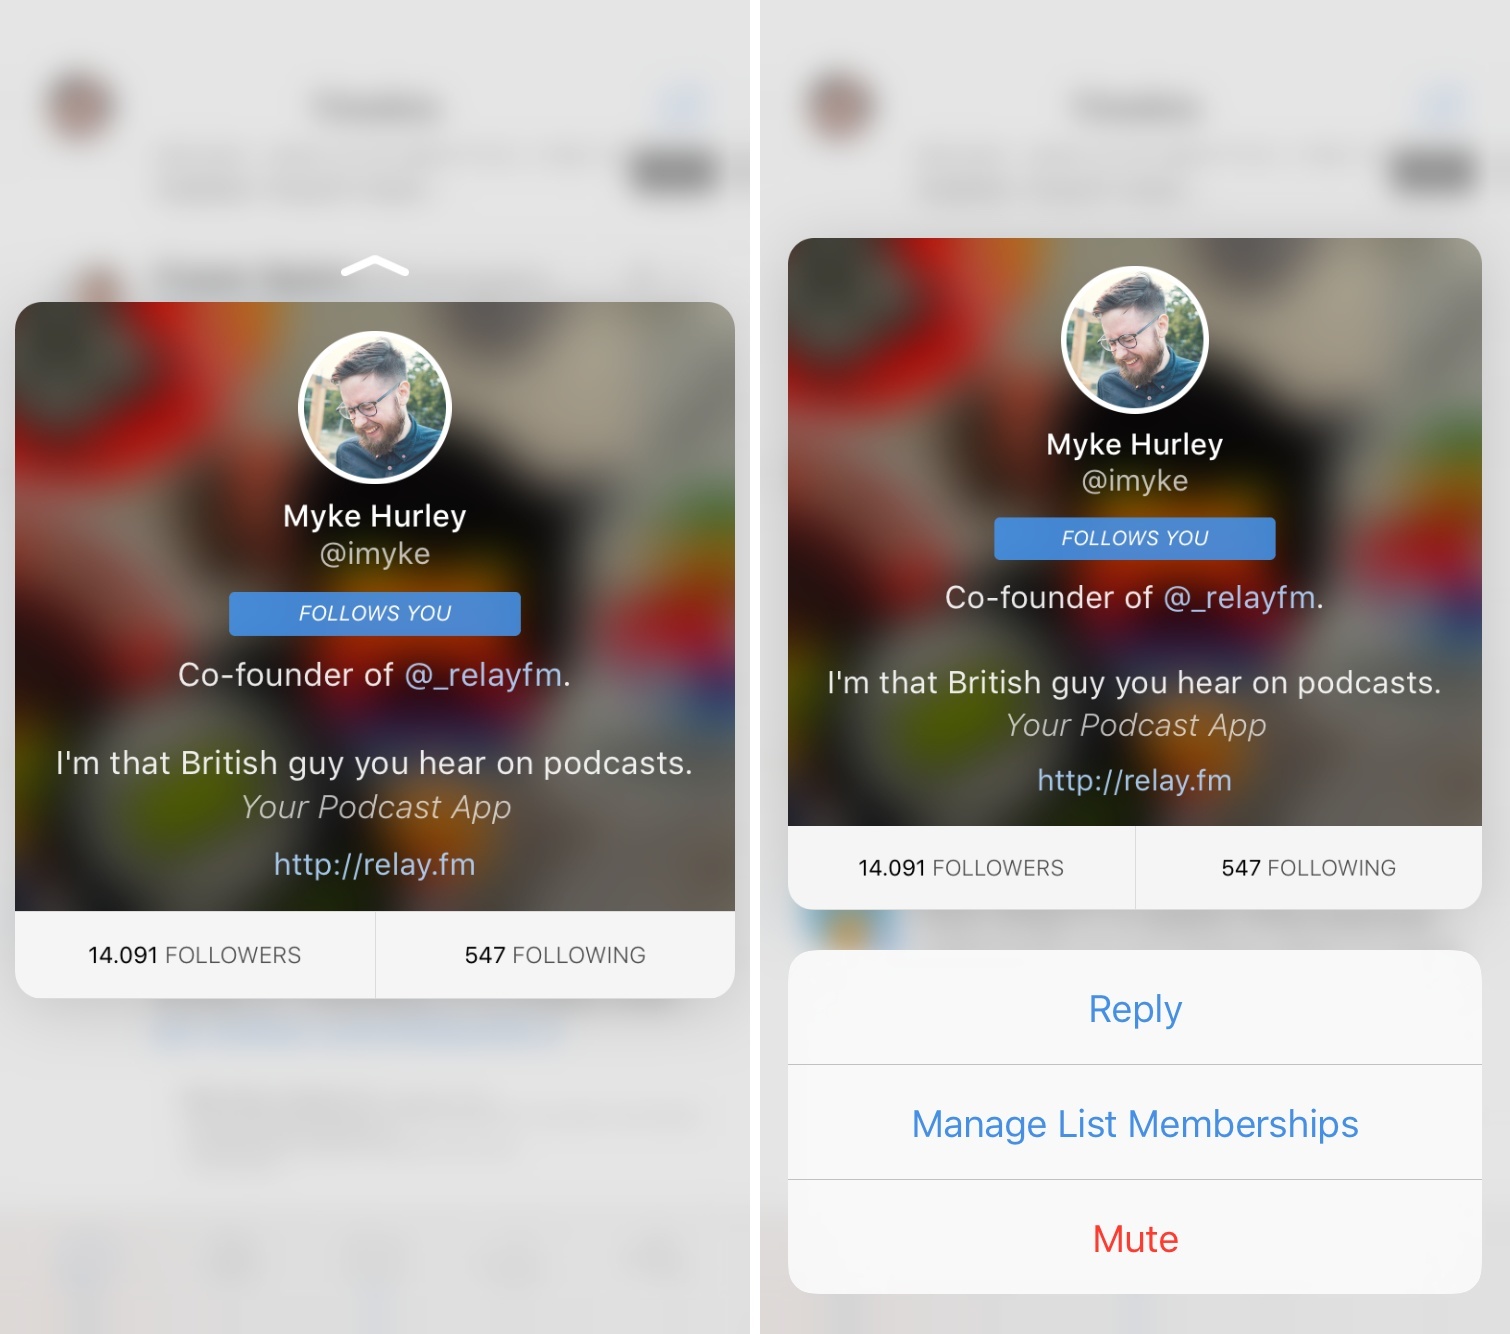 Myke Hurley
@imyke
FOLLOWS YOU
Co-founder of @_relayfm.
I'm that British guy you hear on podcasts.
Your Podcast App
http://relay.fm
14.091 FOLLOWERS
547 FOLLOWING
Myke Hurley
@imyke
FOLLOWS YOU
Co-founder of @_relayfm.
I'm that British guy you hear on podcasts.
Your Podcast App
http://relay.fm
14.091 FOLLOWERS
547 FOLLOWING
Reply
Manage List Memberships
Mute